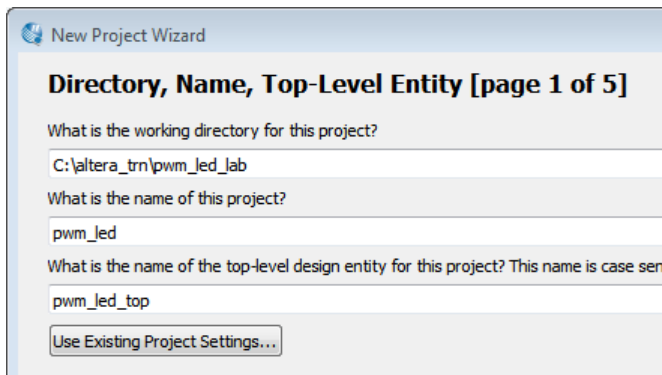 New Project Wizard
Directory, Name, Top-Level Entity [page 1 of 5]
What is the working directory for this project?
C:\altera_trn\pwm_led_lab
What is the name of this project?
pwm_led
What is the name of the top-level design entity for this project? This name is case sen
pwm_led_top
Use Existing Project Settings...